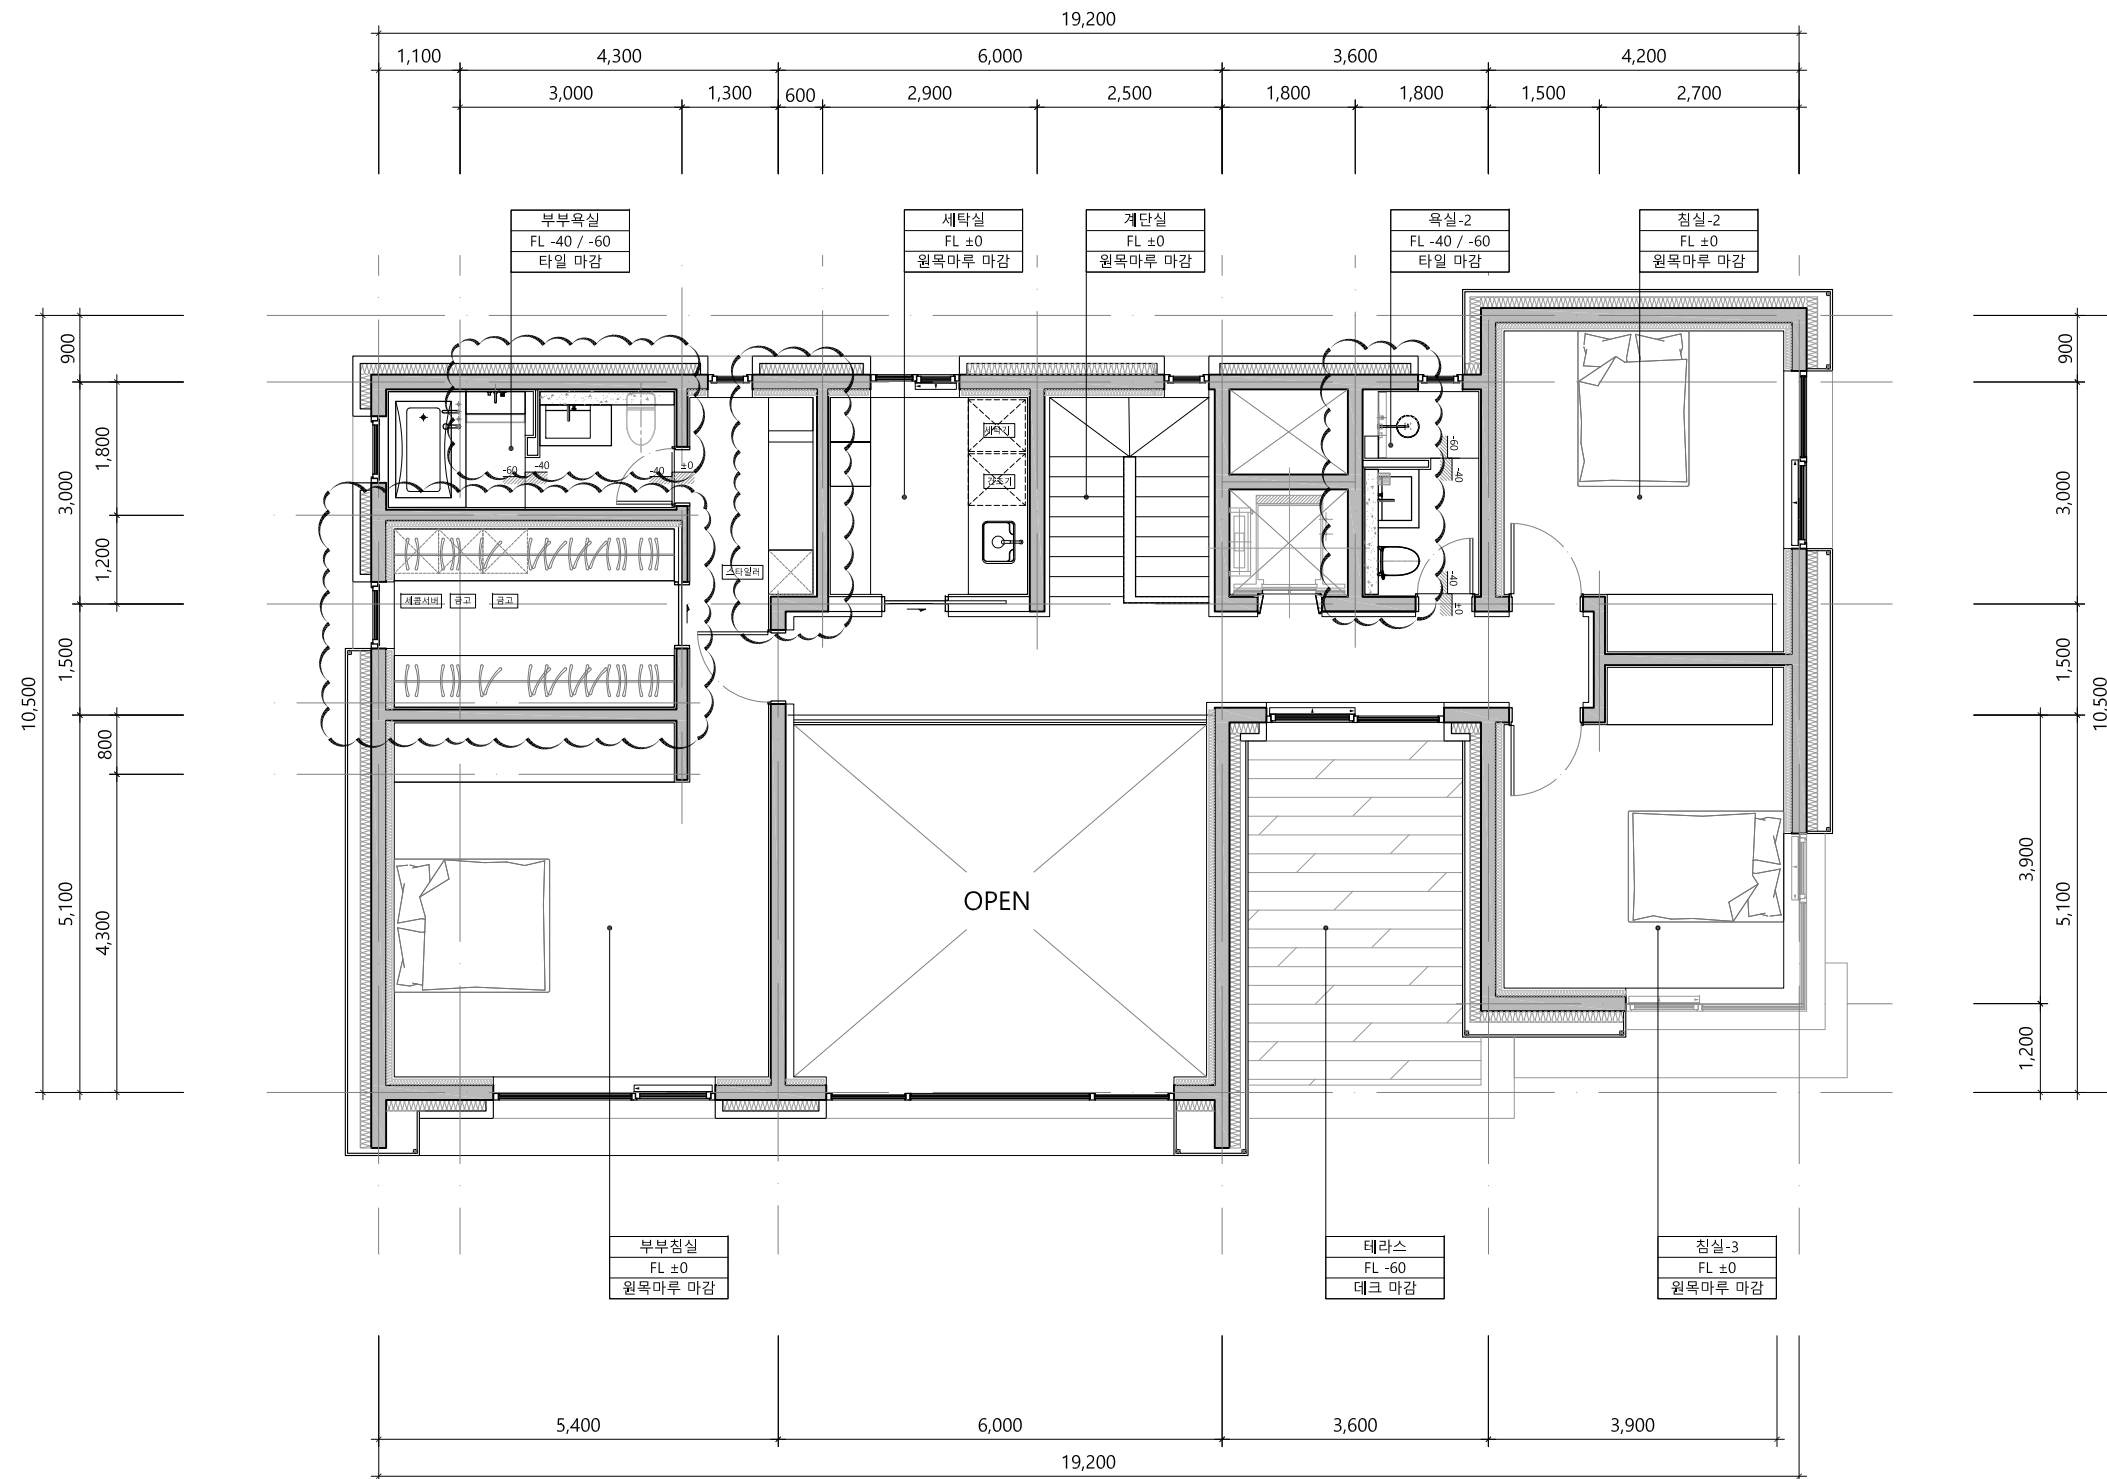 19,200
1,100 4,300 6,000 3,600 4,200
3,000 1,300 600 2,900 2,500 1,800 1,800 1,500 2,700
부부욕실
FL -40 / -60
타일 마감
세탁실
FL ±0
원목마루 마감
계단실
FL ±0
원목마루 마감
욕실-2
FL -40 / -60
타일 마감
침실-2
FL ±0
원목마루 마감
10,500
900
3,000
1,500
5,100
1,800
1,200
800
4,300
-60 -40 -40 ±0
세탁기
건조기
스타일러
세콤서버 금고 금고
-60
-40
-40
±0
OPEN
900
3,000
1,500
5,100
3,900
1,200
10,500
부부침실
FL ±0
원목마루 마감
테라스
FL -60
데크 마감
침실-3
FL ±0
원목마루 마감
5,400 6,000 3,600 3,900
19,200